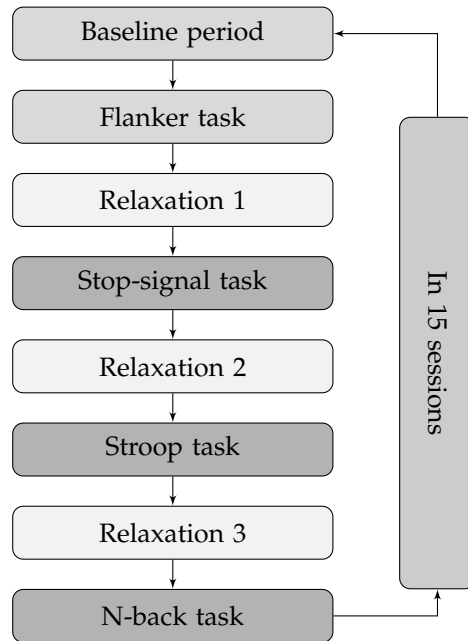 Baseline period
Flanker task
Relaxation 1
Stop-signal task
Relaxation 2
Stroop task
Relaxation 3
N-back task
In 15 sessions